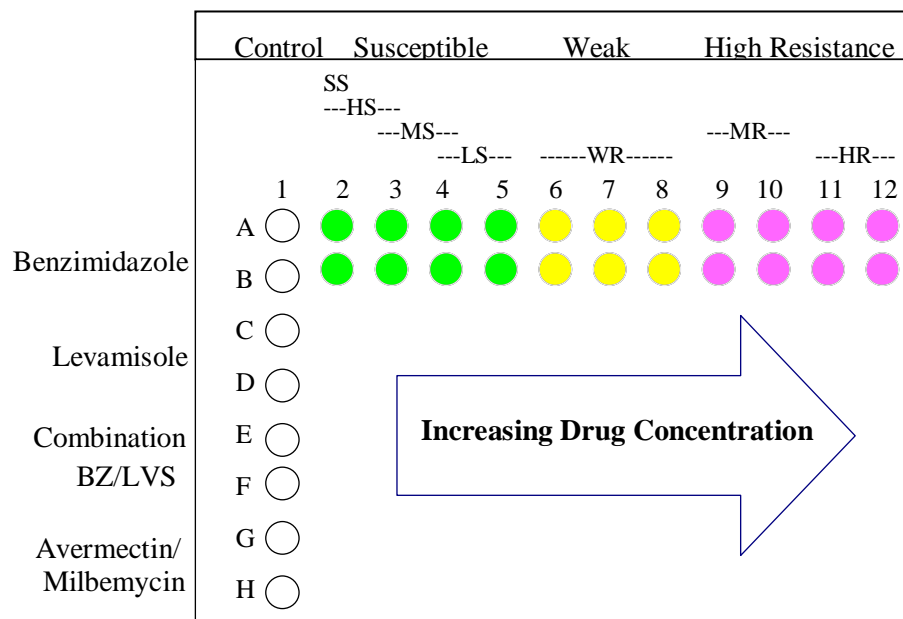 Control Susceptible Weak High Resistance
SS
---HS---
---MS---
---LS---
------WR------
---MR---
---HR---
1 2 3 4 5 6 7 8 9 10 11 12
A
Benzimidazole
B
C
Levamisole
D
Increasing Drug Concentration
Combination
E
BZ/LVS
F
Avermectin/
G
Milbemycin
H